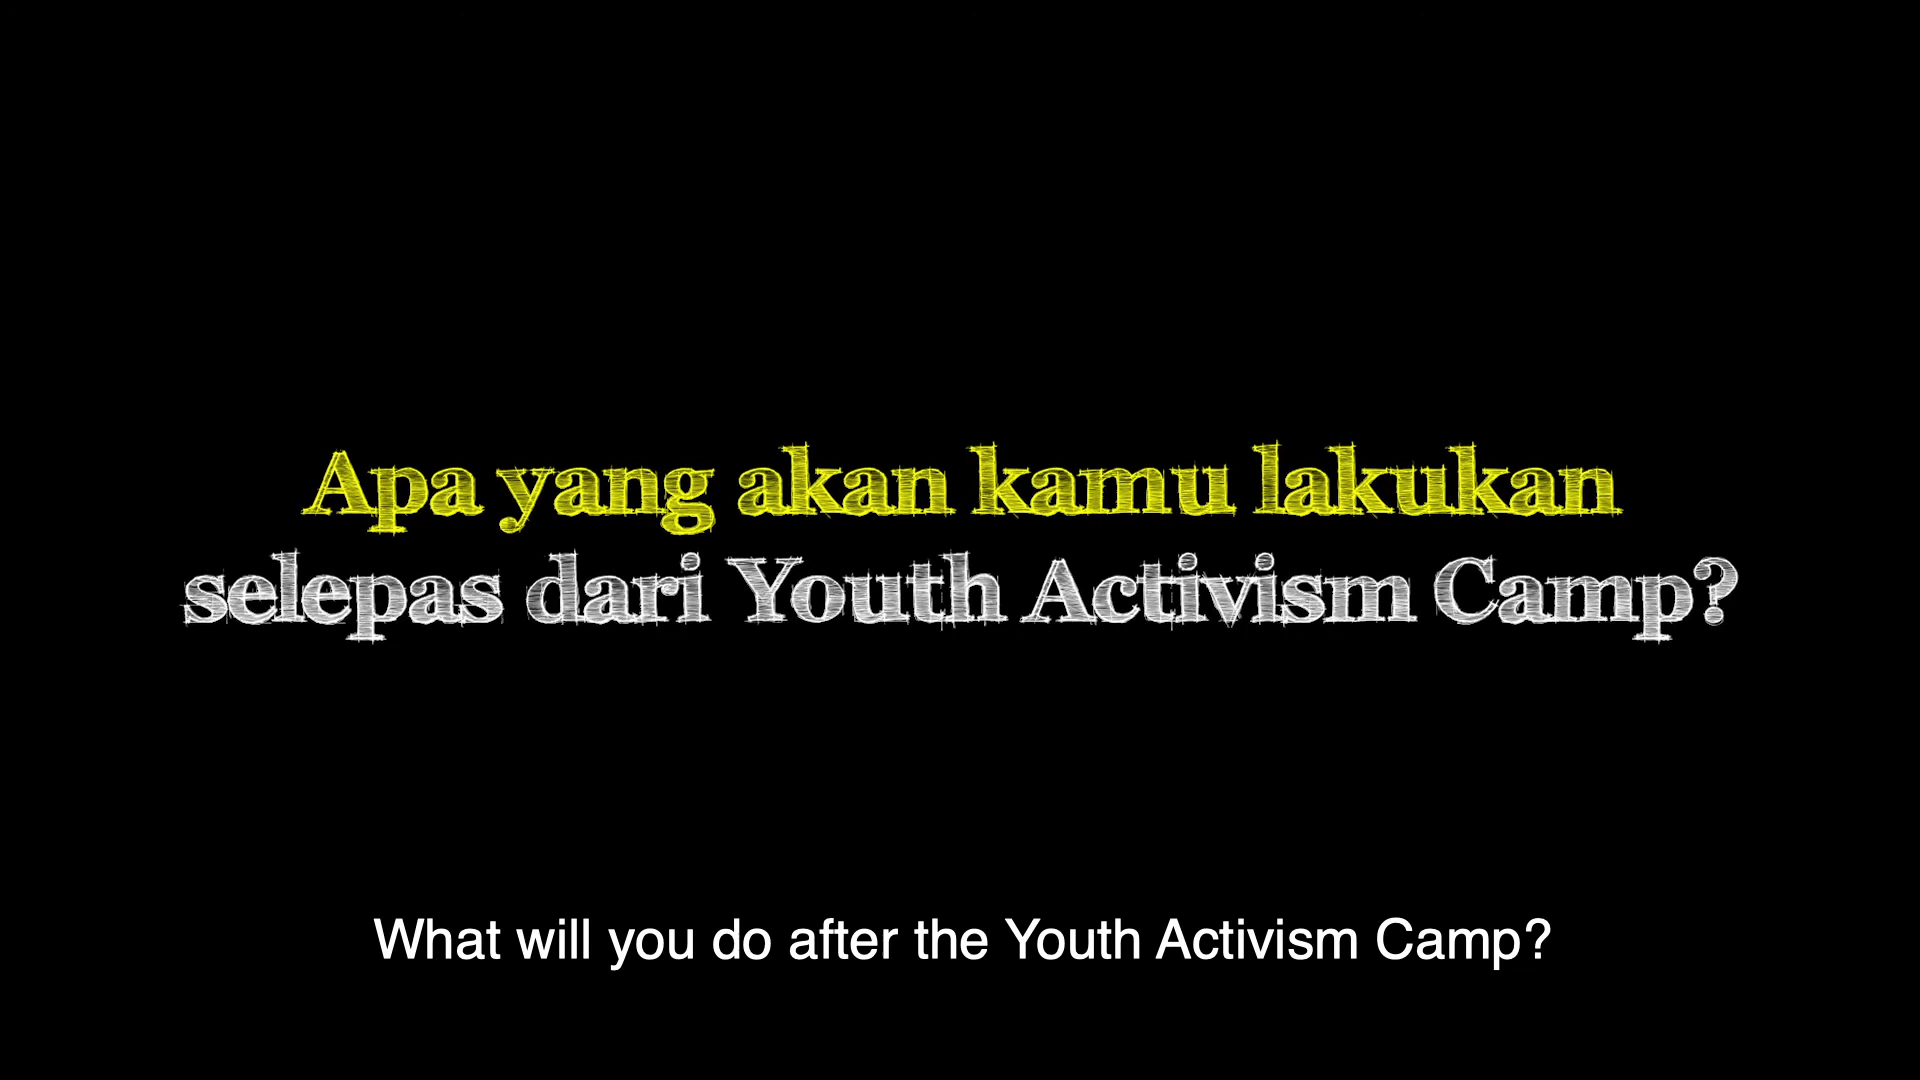 Apa yang akan kamu lakukan
selepas dari Youth Activism Camp?
What will you do after the Youth Activism Camp?